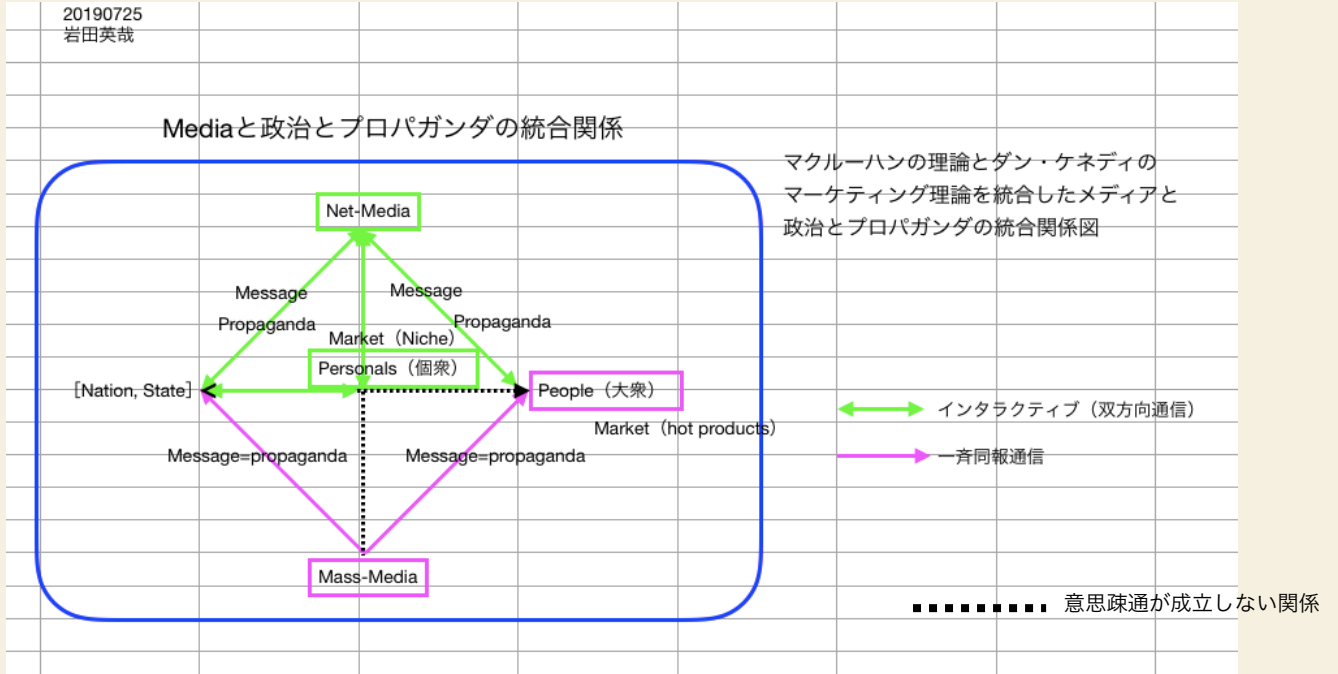 20190725
岩田英哉
Mediaと政治とプロパガンダの統合関係
マクルーハンの理論とダン・ケネディの
マーケティング理論を統合したメディアと
政治とプロパガンダの統合関係図
Net-Media
Message
Message
Propaganda
Propaganda
Market（Niche）
Personals（個衆）
［Nation, State］
People（大衆）
Market（hot products）
インタラクティブ（双方向通信）
Message=propaganda
Message=propaganda
一斉同報通信
Mass-Media
意思疎通が成立しない関係